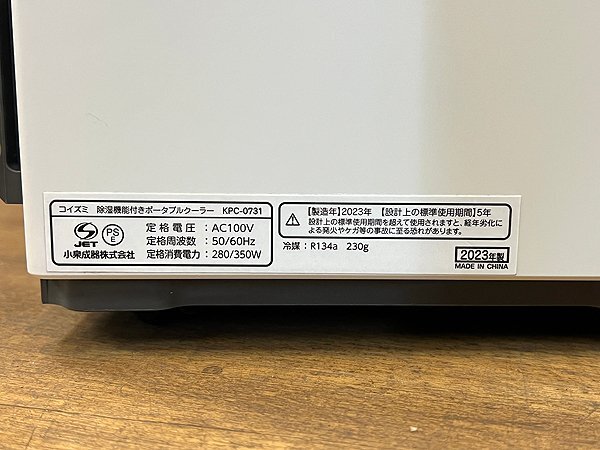 コイズミ 除湿機能付きポータブルクーラー KPC-0731
JET
PS
E
小泉成器株式会社
定格電圧：AC100V
定格周波数：50/60Hz
定格消費電力：280/350W
【製造年】2023年 【設計上の標準使用期間】5年
設計上の標準使用期間を超えて使用されますと、経年劣化に
よる発火やケガ等の事故に至る恐れがあります。
冷媒：R134a 230g
2023年製
MADE IN CHINA